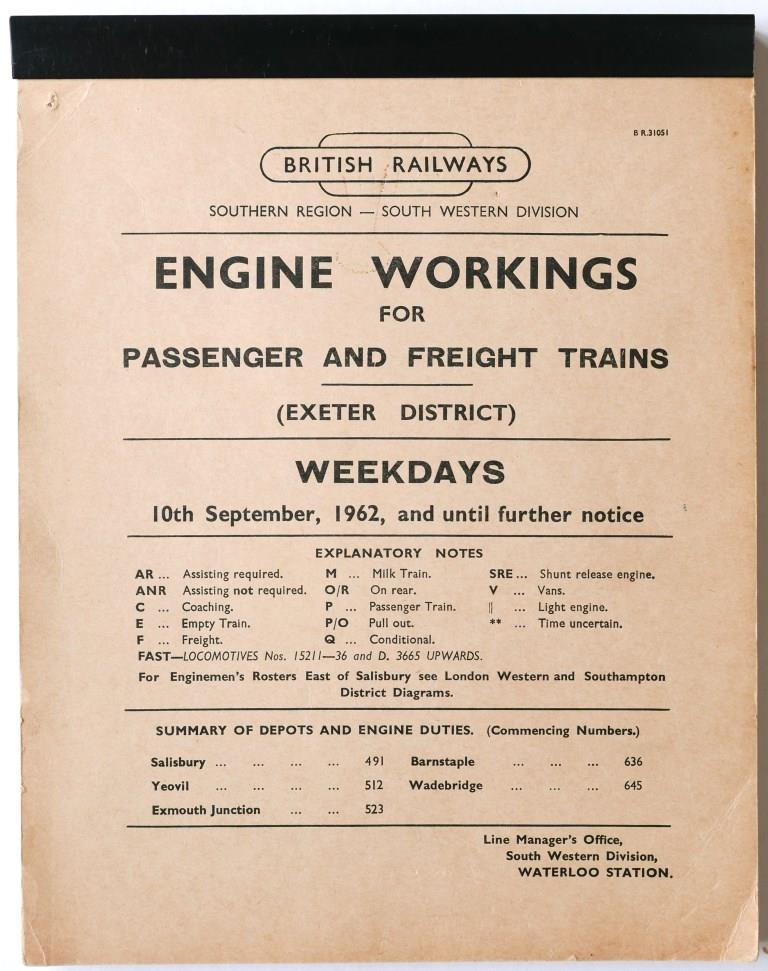 B R.31051
BRITISH RAILWAYS
SOUTHERN REGION — SOUTH WESTERN DIVISION
ENGINE WORKINGS
FOR
PASSENGER AND FREIGHT TRAINS
(EXETER DISTRICT)
WEEKDAYS
10th September, 1962, and until further notice
EXPLANATORY NOTES
AR ... Assisting required. M ... Milk Train. SRE ... Shunt release engine.
ANR Assisting not required. O/R On rear. V ... Vans.
C ... Coaching. P ... Passenger Train. || ... Light engine.
E ... Empty Train. P/O Pull out. ** ... Time uncertain.
F ... Freight. Q ... Conditional.
FAST—LOCOMOTIVES Nos. 15211—36 and D. 3665 UPWARDS.
For Enginemen's Rosters East of Salisbury see London Western and Southampton
District Diagrams.
SUMMARY OF DEPOTS AND ENGINE DUTIES. (Commencing Numbers.)
Salisbury ... ... ... ... 491 Barnstaple ... ... ... 636
Yeovil ... ... ... ... 512 Wadebridge ... ... ... 645
Exmouth Junction ... ... 523
Line Manager's Office,
South Western Division,
WATERLOO STATION.